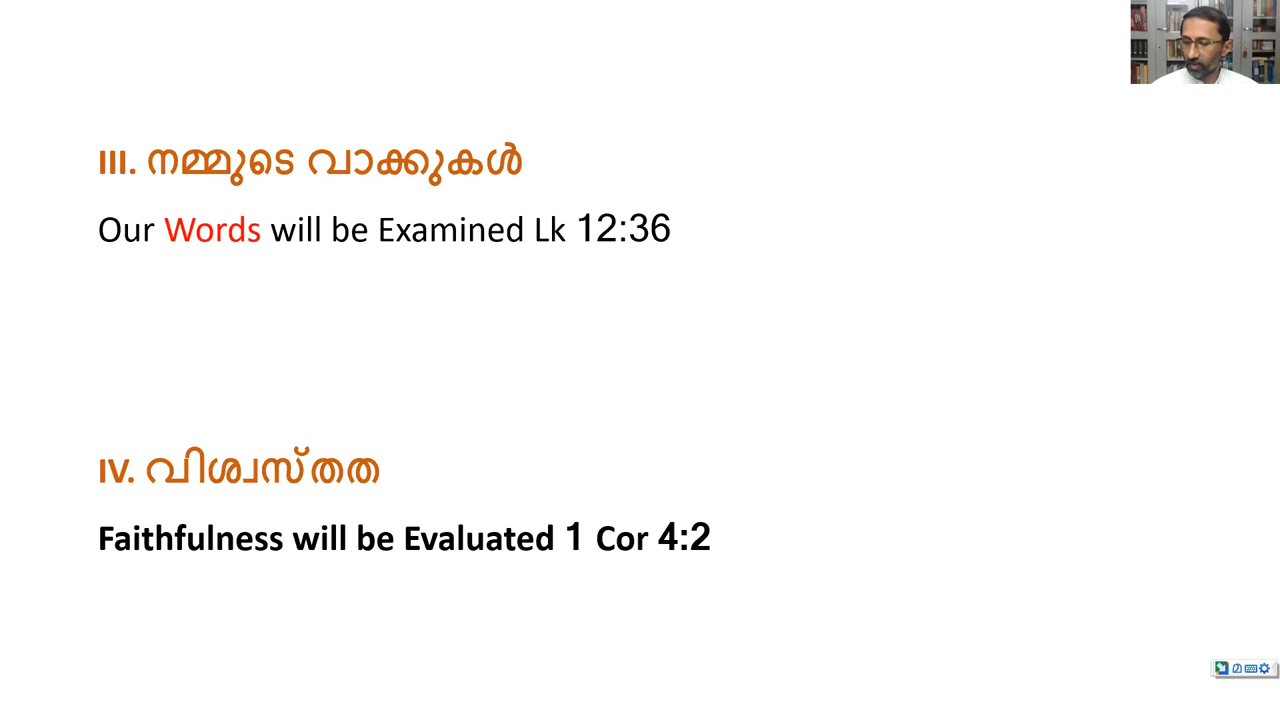 III. നമ്മുടെ വാക്കുകൾ
Our Words will be Examined Lk 12:36
IV. വിശ്വസ്തത
Faithfulness will be Evaluated 1 Cor 4:2